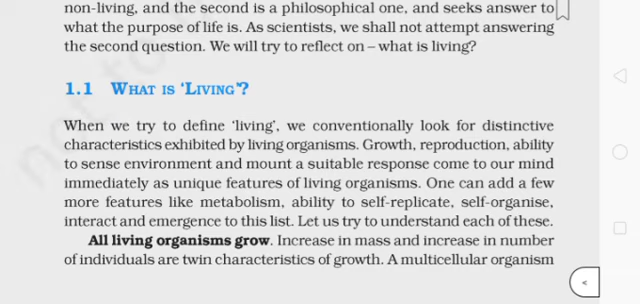 non-living, and the second is a philosophical one, and seeks answer to
what the purpose of life is. As scientists, we shall not attempt answering
the second question. We will try to reflect on – what is living?
1.1 WHAT IS ‘LIVING’?
When we try to define ‘living’, we conventionally look for distinctive
characteristics exhibited by living organisms. Growth, reproduction, ability
to sense environment and mount a suitable response come to our mind
immediately as unique features of living organisms. One can add a few
more features like metabolism, ability to self-replicate, self-organise,
interact and emergence to this list. Let us try to understand each of these.
All living organisms grow. Increase in mass and increase in number
of individuals are twin characteristics of growth. A multicellular organism